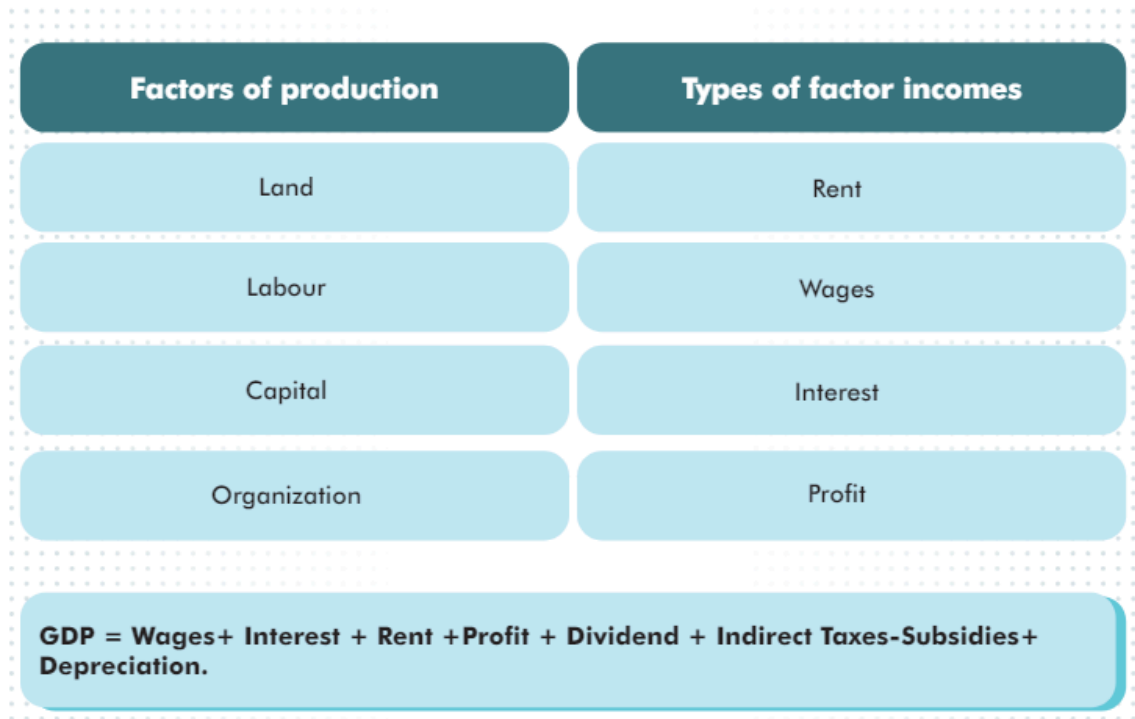 Factors of production
Types of factor incomes
Land
Rent
Labour
Wages
Capital
Interest
Organization
Profit
GDP = Wages+ Interest + Rent +Profit + Dividend + Indirect Taxes-Subsidies+
Depreciation.